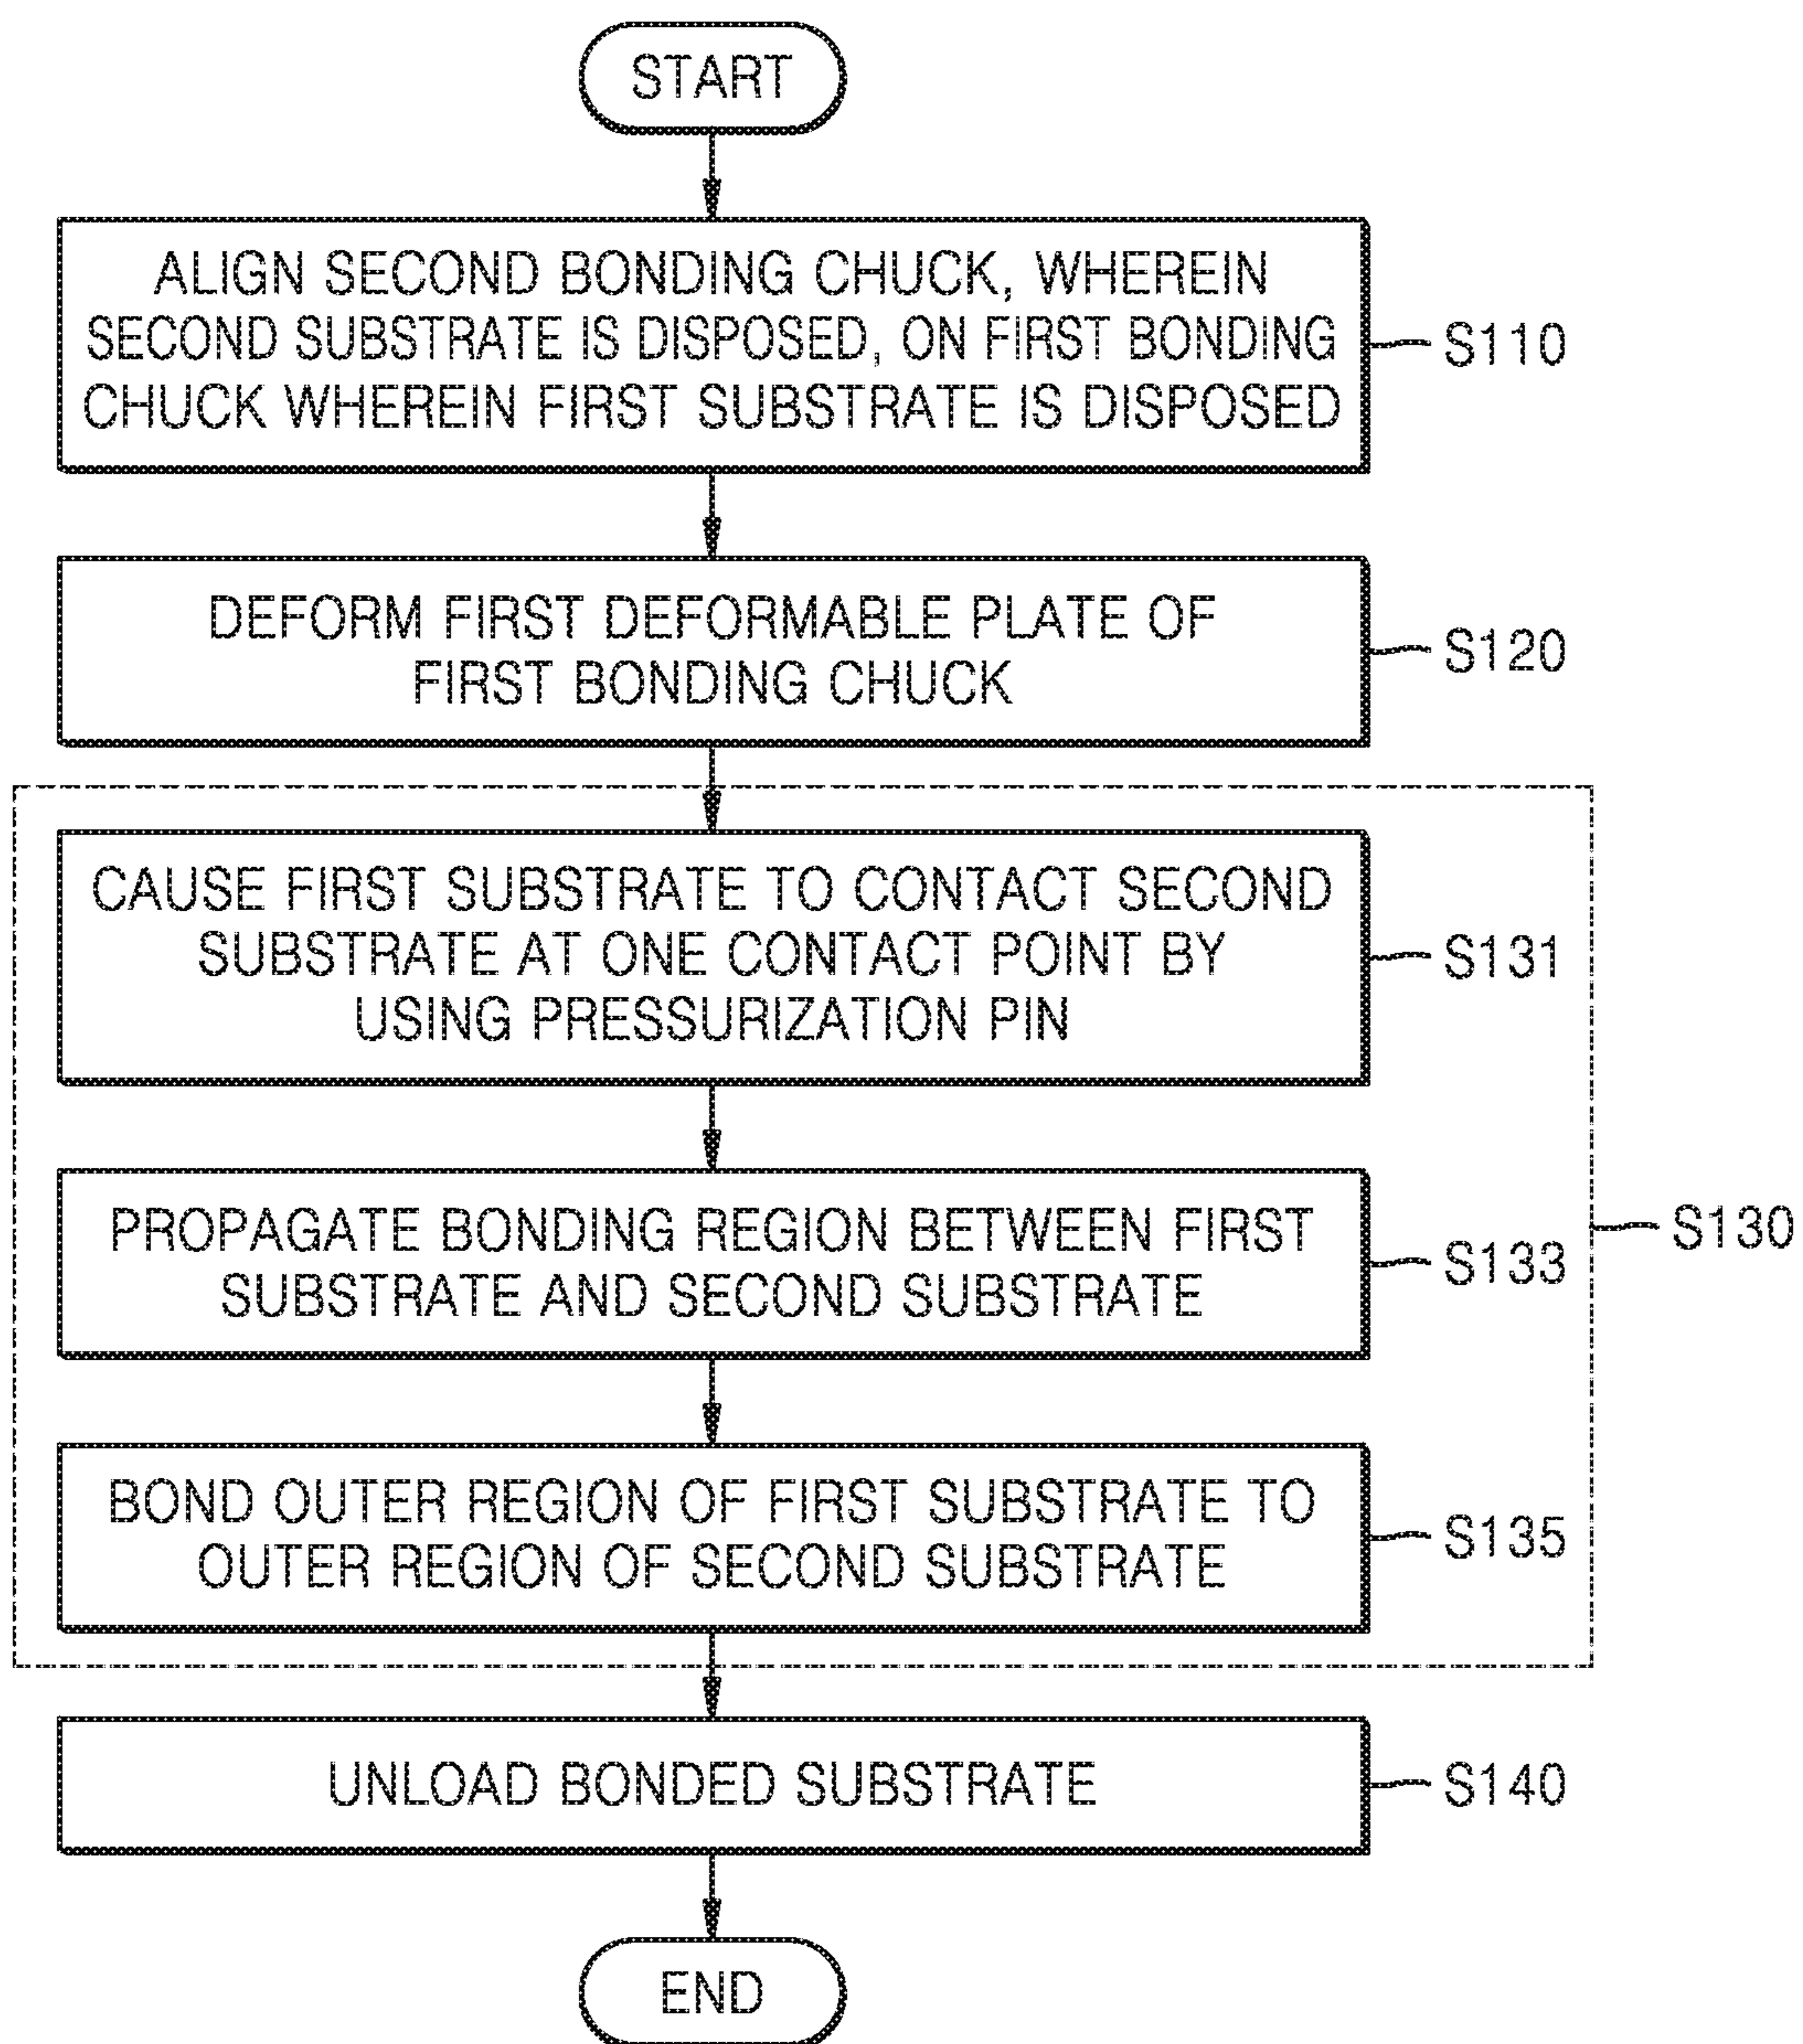 START
ALIGN SECOND BONDING CHUCK, WHEREIN
SECOND SUBSTRATE IS DISPOSED, ON FIRST BONDING
CHUCK WHEREIN FIRST SUBSTRATE IS DISPOSED
S110
DEFORM FIRST DEFORMABLE PLATE OF
FIRST BONDING CHUCK
S120
CAUSE FIRST SUBSTRATE TO CONTACT SECOND
SUBSTRATE AT ONE CONTACT POINT BY
USING PRESSURIZATION PIN
S131
PROPAGATE BONDING REGION BETWEEN FIRST
SUBSTRATE AND SECOND SUBSTRATE
S133
S130
BOND OUTER REGION OF FIRST SUBSTRATE TO
OUTER REGION OF SECOND SUBSTRATE
S135
UNLOAD BONDED SUBSTRATE
S140
END